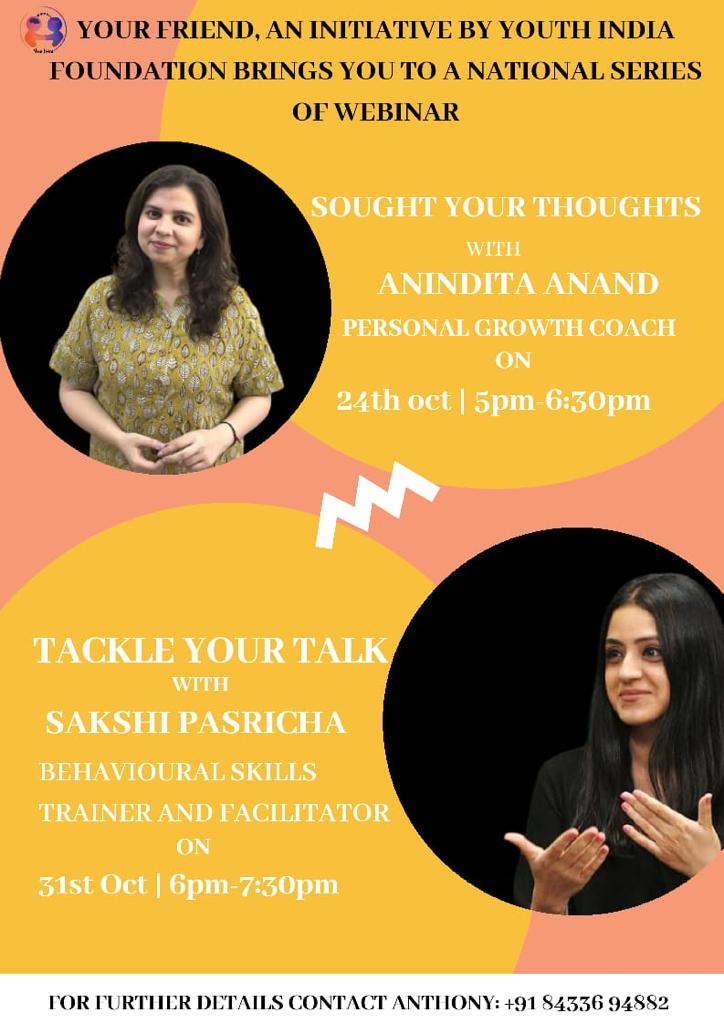 YOUR FRIEND, AN INITIATIVE BY YOUTH INDIA
FOUNDATION BRINGS YOU TO A NATIONAL SERIES
OF WEBINAR
SOUGHT YOUR THOUGHTS
WITH
ANINDITA ANAND
PERSONAL GROWTH COACH
ON
24th oct | 5pm-6:30pm
TACKLE YOUR TALK
WITH
SAKSHI PASRICHA
BEHAVIOURAL SKILLS
TRAINER AND FACILITATOR
ON
31st Oct | 6pm-7:30pm
FOR FURTHER DETAILS CONTACT ANTHONY: +91 84336 94882